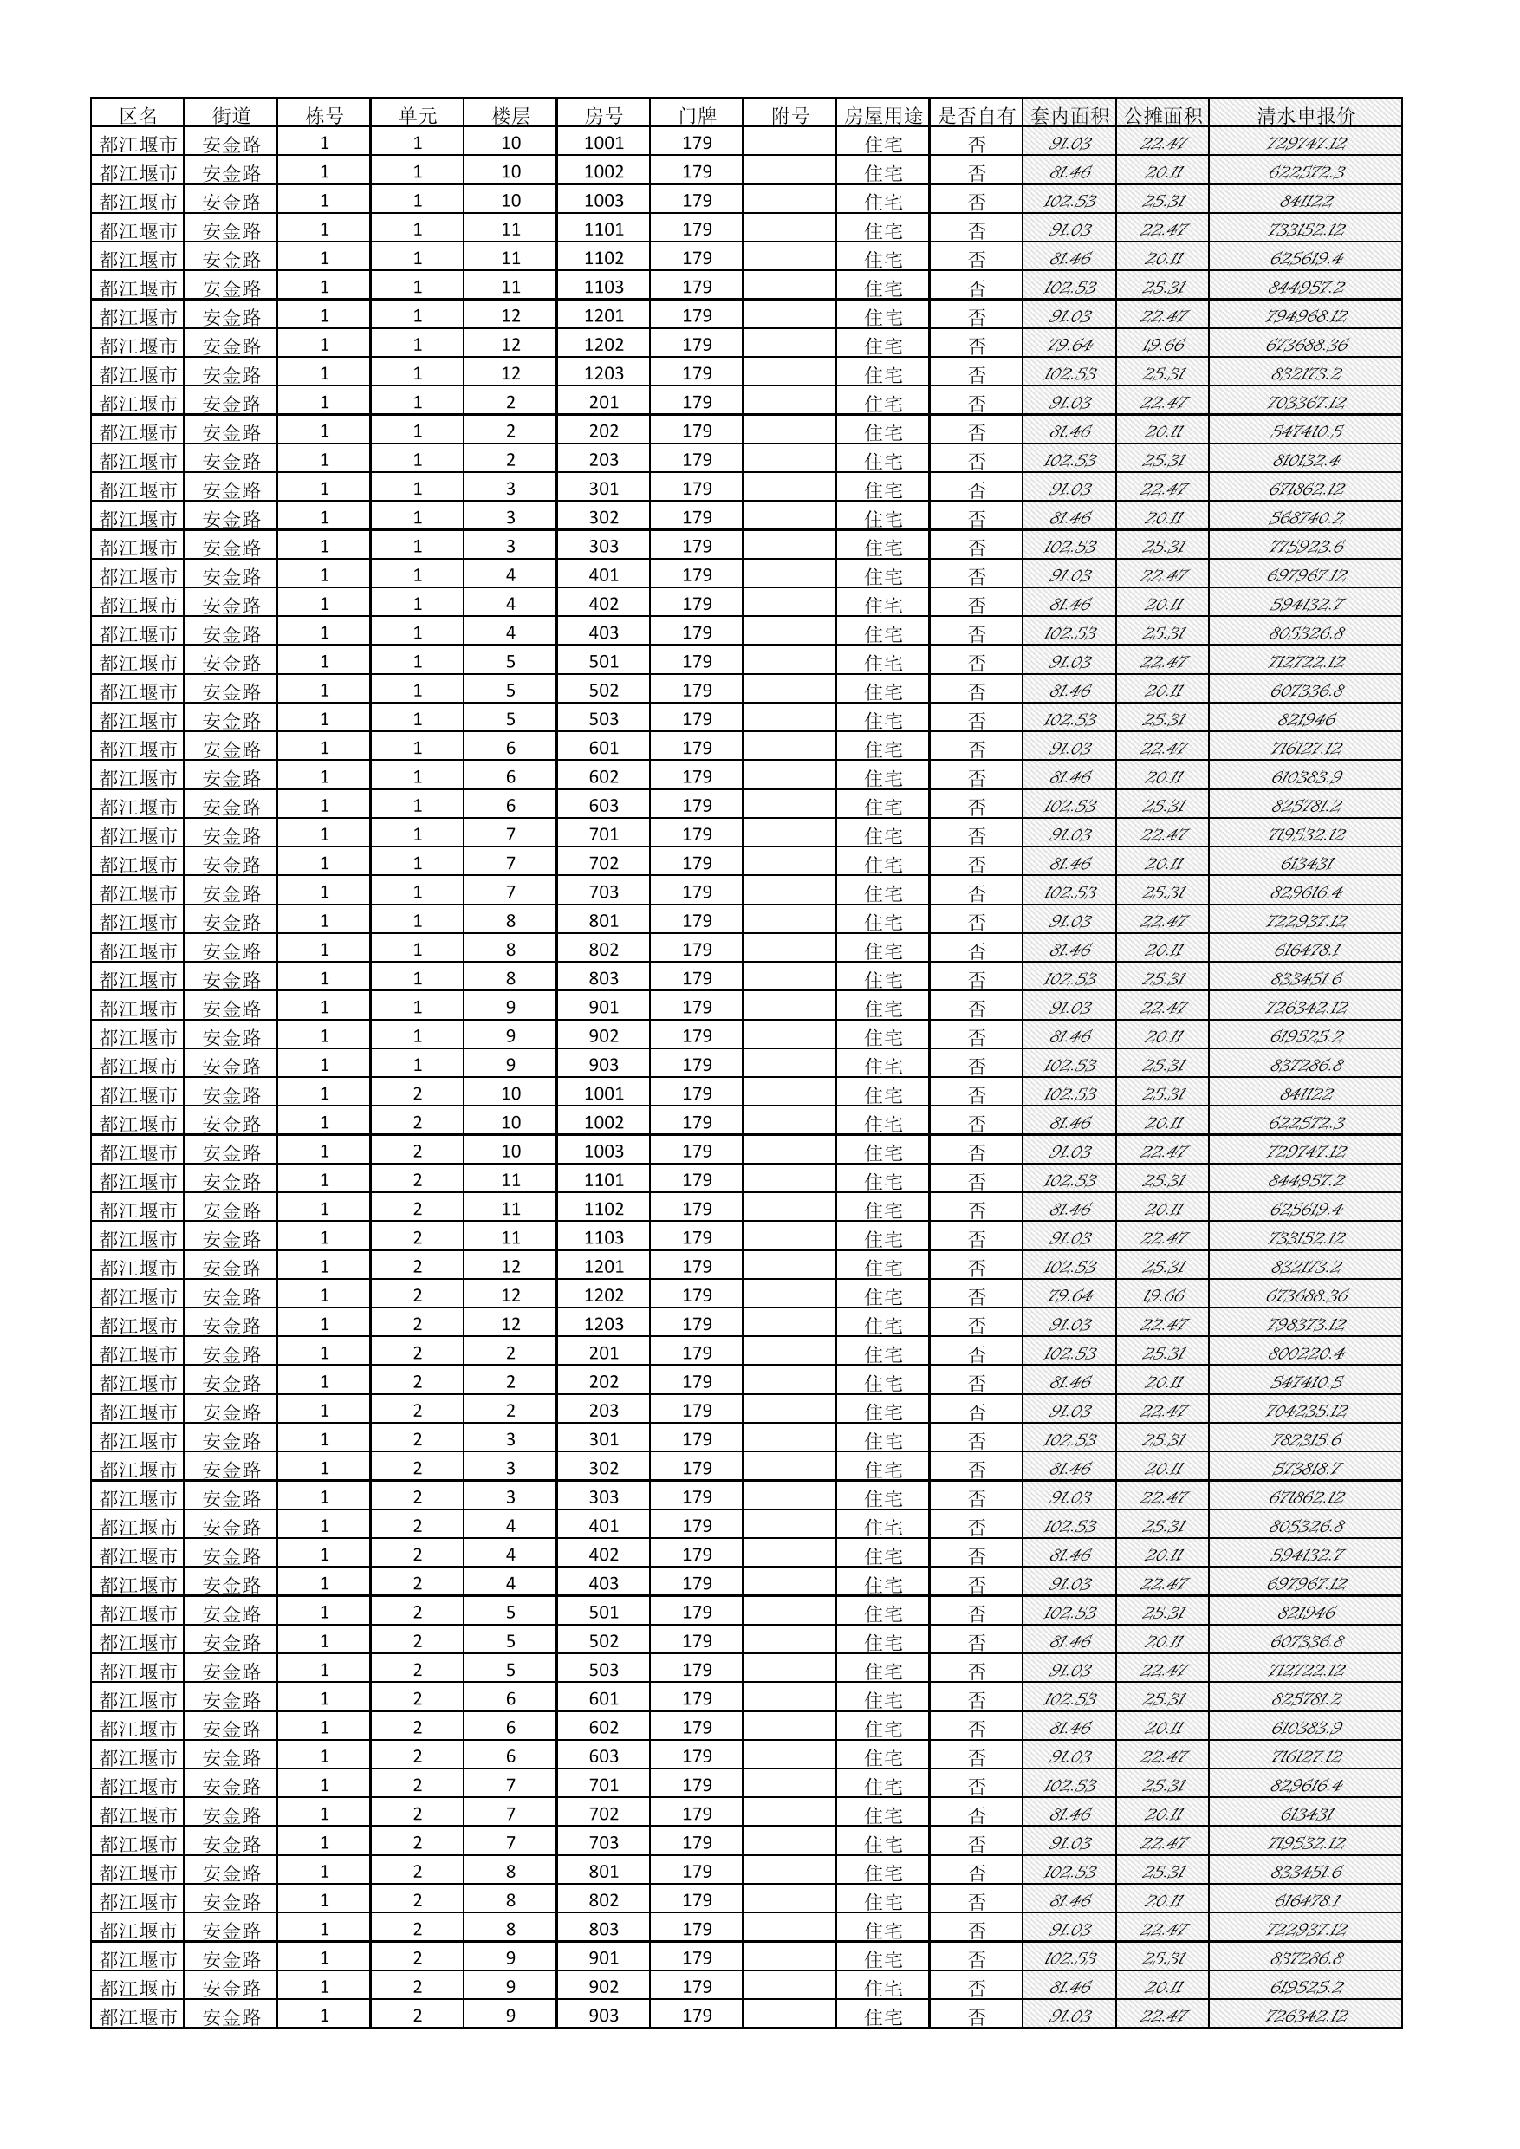 区名 街道 栋号 单元 楼层 房号 门牌 附号 房屋用途 是否自有 套内面积 公摊面积 清水申报价
都江堰市 安金路 1 1 10 1001 179 住宅 否 91.03 22.47 729747.12
都江堰市 安金路 1 1 10 1002 179 住宅 否 81.46 20.11 622572.3
都江堰市 安金路 1 1 10 1003 179 住宅 否 102.53 25.31 841122
都江堰市 安金路 1 1 11 1101 179 住宅 否 91.03 22.47 733152.12
都江堰市 安金路 1 1 11 1102 179 住宅 否 81.46 20.11 625619.4
都江堰市 安金路 1 1 11 1103 179 住宅 否 102.53 25.31 844957.2
都江堰市 安金路 1 1 12 1201 179 住宅 否 91.03 22.47 794968.12
都江堰市 安金路 1 1 12 1202 179 住宅 否 79.64 19.66 673688.36
都江堰市 安金路 1 1 12 1203 179 住宅 否 102.53 25.31 832173.2
都江堰市 安金路 1 1 2 201 179 住宅 否 91.03 22.47 703367.12
都江堰市 安金路 1 1 2 202 179 住宅 否 81.46 20.11 547410.5
都江堰市 安金路 1 1 2 203 179 住宅 否 102.53 25.31 810132.4
都江堰市 安金路 1 1 3 301 179 住宅 否 91.03 22.47 671862.12
都江堰市 安金路 1 1 3 302 179 住宅 否 81.46 20.11 568740.2
都江堰市 安金路 1 1 3 303 179 住宅 否 102.53 25.31 775923.6
都江堰市 安金路 1 1 4 401 179 住宅 否 91.03 22.47 697967.12
都江堰市 安金路 1 1 4 402 179 住宅 否 81.46 20.11 594132.7
都江堰市 安金路 1 1 4 403 179 住宅 否 102.53 25.31 805326.8
都江堰市 安金路 1 1 5 501 179 住宅 否 91.03 22.47 712722.12
都江堰市 安金路 1 1 5 502 179 住宅 否 81.46 20.11 607336.8
都江堰市 安金路 1 1 5 503 179 住宅 否 102.53 25.31 821946
都江堰市 安金路 1 1 6 601 179 住宅 否 91.03 22.47 716127.12
都江堰市 安金路 1 1 6 602 179 住宅 否 81.46 20.11 610383.9
都江堰市 安金路 1 1 6 603 179 住宅 否 102.53 25.31 825781.2
都江堰市 安金路 1 1 7 701 179 住宅 否 91.03 22.47 719532.12
都江堰市 安金路 1 1 7 702 179 住宅 否 81.46 20.11 613431
都江堰市 安金路 1 1 7 703 179 住宅 否 102.53 25.31 829616.4
都江堰市 安金路 1 1 8 801 179 住宅 否 91.03 22.47 722937.12
都江堰市 安金路 1 1 8 802 179 住宅 否 81.46 20.11 616478.1
都江堰市 安金路 1 1 8 803 179 住宅 否 102.53 25.31 833451.6
都江堰市 安金路 1 1 9 901 179 住宅 否 91.03 22.47 726342.12
都江堰市 安金路 1 1 9 902 179 住宅 否 81.46 20.11 619525.2
都江堰市 安金路 1 1 9 903 179 住宅 否 102.53 25.31 837286.8
都江堰市 安金路 1 2 10 1001 179 住宅 否 102.53 25.31 841122
都江堰市 安金路 1 2 10 1002 179 住宅 否 81.46 20.11 622572.3
都江堰市 安金路 1 2 10 1003 179 住宅 否 91.03 22.47 729747.12
都江堰市 安金路 1 2 11 1101 179 住宅 否 102.53 25.31 844957.2
都江堰市 安金路 1 2 11 1102 179 住宅 否 81.46 20.11 625619.4
都江堰市 安金路 1 2 11 1103 179 住宅 否 91.03 22.47 733152.12
都江堰市 安金路 1 2 12 1201 179 住宅 否 102.53 25.31 832173.2
都江堰市 安金路 1 2 12 1202 179 住宅 否 79.64 19.66 673688.36
都江堰市 安金路 1 2 12 1203 179 住宅 否 91.03 22.47 798373.12
都江堰市 安金路 1 2 2 201 179 住宅 否 102.53 25.31 800220.4
都江堰市 安金路 1 2 2 202 179 住宅 否 81.46 20.11 547410.5
都江堰市 安金路 1 2 2 203 179 住宅 否 91.03 22.47 704235.12
都江堰市 安金路 1 2 3 301 179 住宅 否 102.53 25.31 782315.6
都江堰市 安金路 1 2 3 302 179 住宅 否 81.46 20.11 573818.7
都江堰市 安金路 1 2 3 303 179 住宅 否 91.03 22.47 671862.12
都江堰市 安金路 1 2 4 401 179 住宅 否 102.53 25.31 805326.8
都江堰市 安金路 1 2 4 402 179 住宅 否 81.46 20.11 594132.7
都江堰市 安金路 1 2 4 403 179 住宅 否 91.03 22.47 697967.12
都江堰市 安金路 1 2 5 501 179 住宅 否 102.53 25.31 821946
都江堰市 安金路 1 2 5 502 179 住宅 否 81.46 20.11 607336.8
都江堰市 安金路 1 2 5 503 179 住宅 否 91.03 22.47 712722.12
都江堰市 安金路 1 2 6 601 179 住宅 否 102.53 25.31 825781.2
都江堰市 安金路 1 2 6 602 179 住宅 否 81.46 20.11 610383.9
都江堰市 安金路 1 2 6 603 179 住宅 否 91.03 22.47 716127.12
都江堰市 安金路 1 2 7 701 179 住宅 否 102.53 25.31 829616.4
都江堰市 安金路 1 2 7 702 179 住宅 否 81.46 20.11 613431
都江堰市 安金路 1 2 7 703 179 住宅 否 91.03 22.47 719532.12
都江堰市 安金路 1 2 8 801 179 住宅 否 102.53 25.31 833451.6
都江堰市 安金路 1 2 8 802 179 住宅 否 81.46 20.11 616478.1
都江堰市 安金路 1 2 8 803 179 住宅 否 91.03 22.47 722937.12
都江堰市 安金路 1 2 9 901 179 住宅 否 102.53 25.31 837286.8
都江堰市 安金路 1 2 9 902 179 住宅 否 81.46 20.11 619525.2
都江堰市 安金路 1 2 9 903 179 住宅 否 91.03 22.47 726342.12